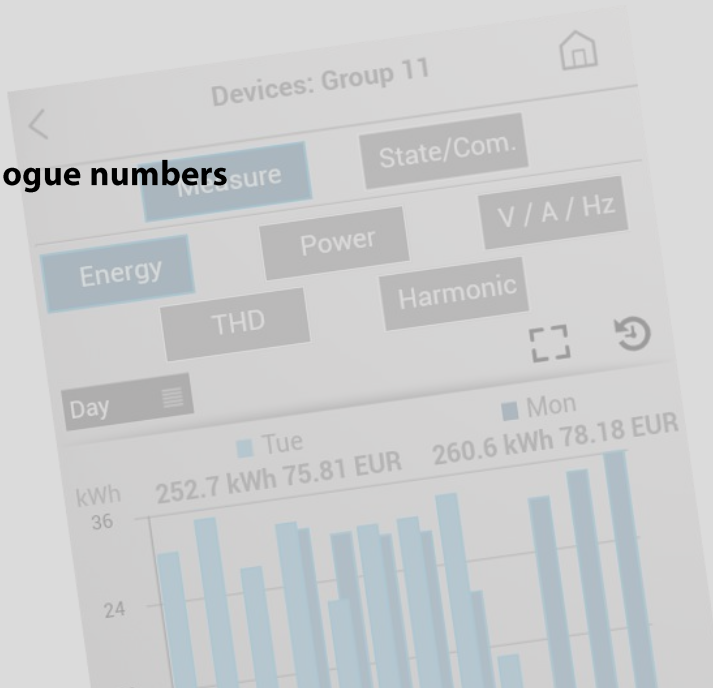 Devices: Group 11
ogue numbers
Measure
State/Com.
Energy
Power
V / A / Hz
THD
Harmonic
Day
Tue
Mon
252.7 kWh 75.81 EUR
260.6 kWh 78.18 EUR
kWh
36
24